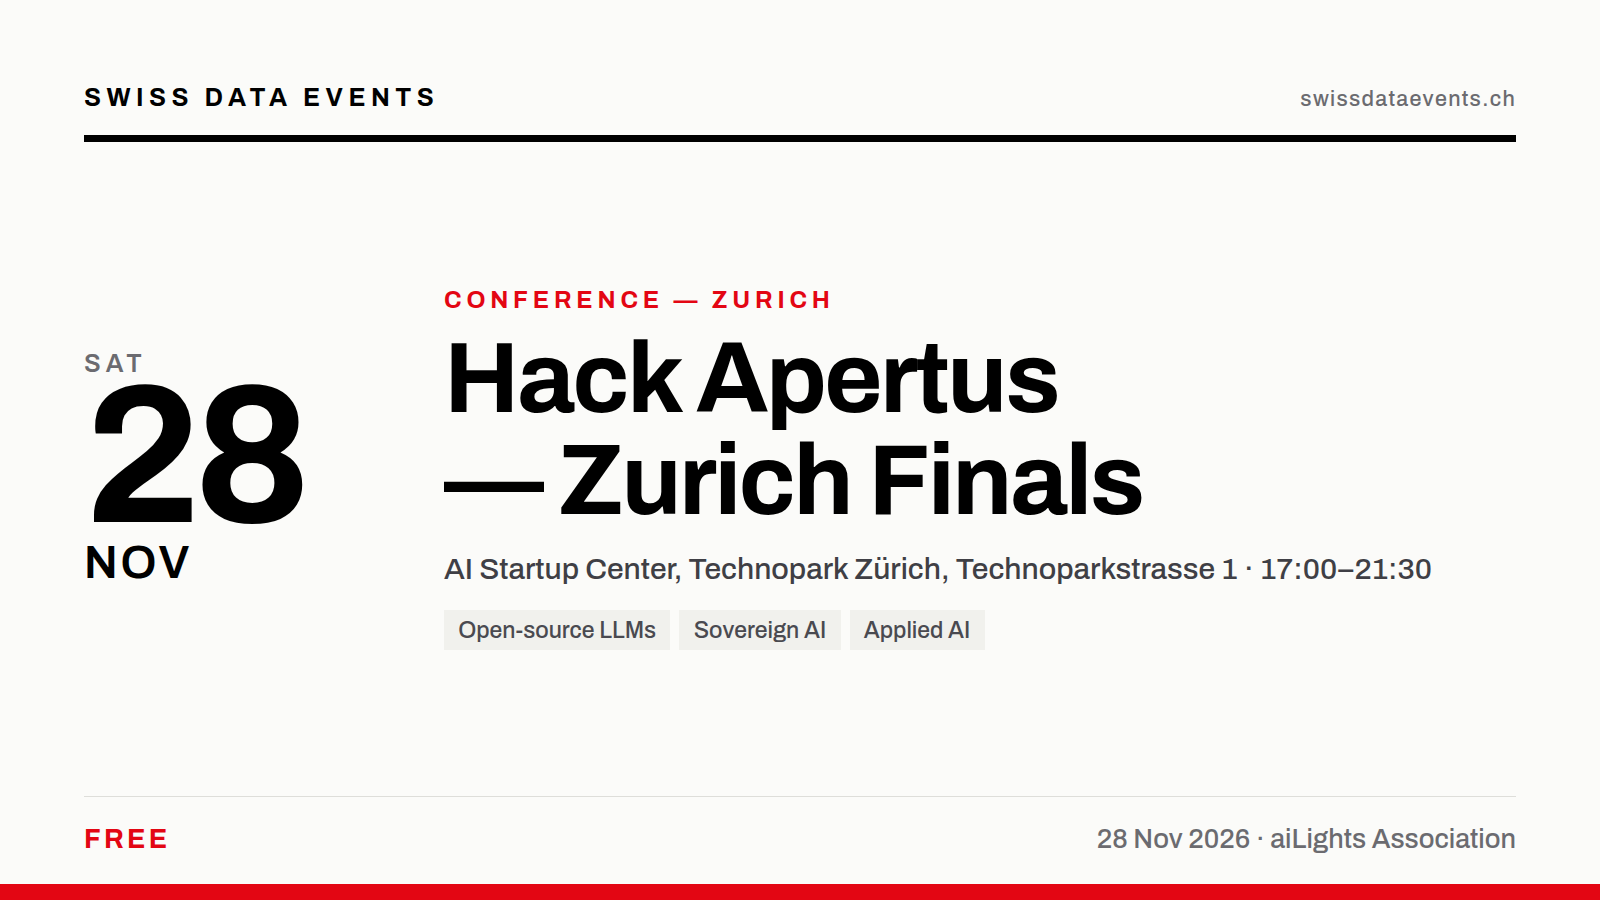 SWISS DATA EVENTS
swissdataevents.ch
SAT
28
NOV
CONFERENCE — ZURICH
Hack Apertus
— Zurich Finals
AI Startup Center, Technopark Zürich, Technoparkstrasse 1 · 17:00–21:30
Open-source LLMs
Sovereign AI
Applied AI
FREE
28 Nov 2026 · aiLights Association